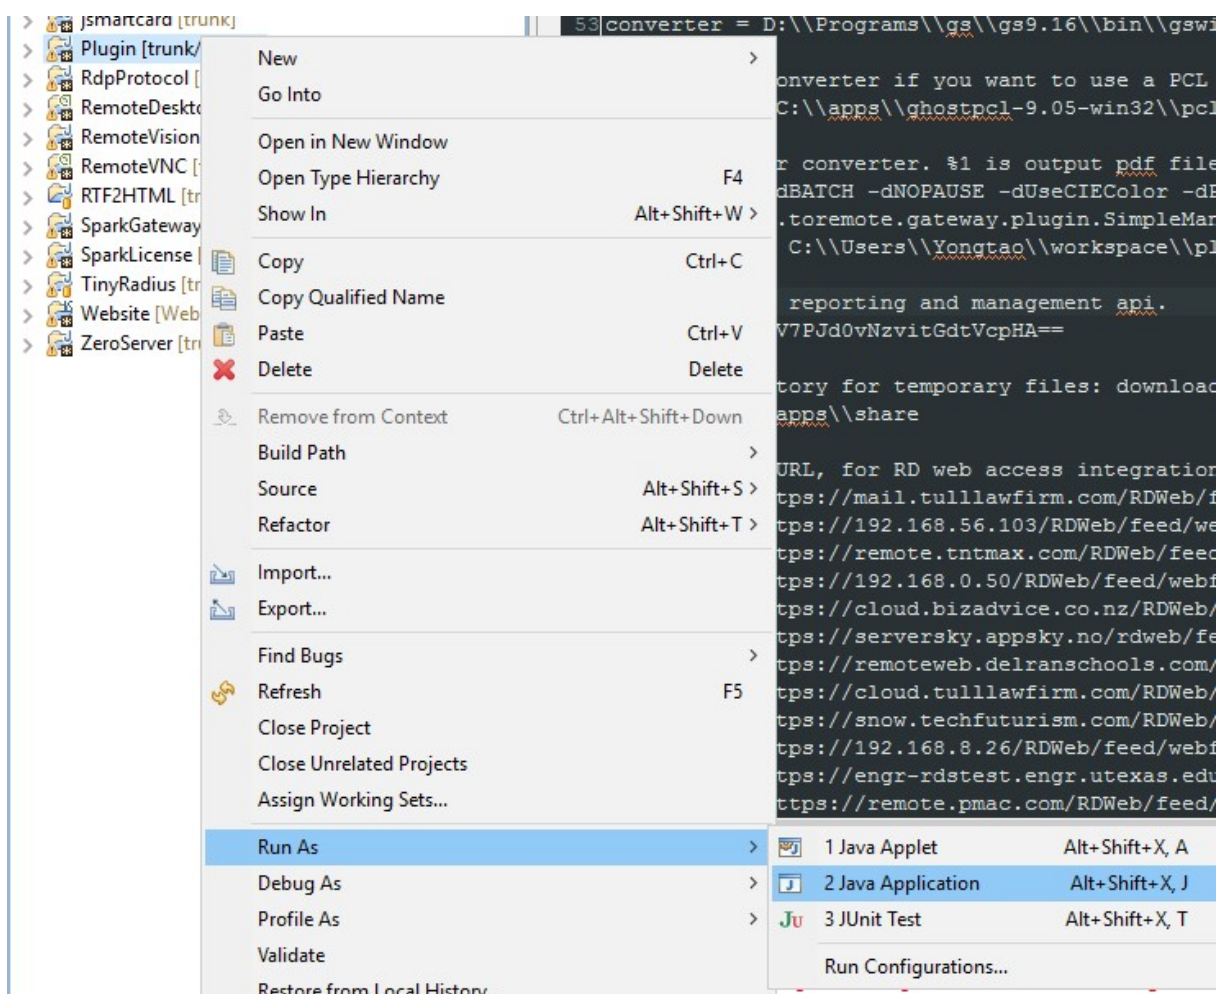 jsmartcard [trunk]
Plugin [trunk/
RdpProtocol [
RemoteDeskto
RemoteVision
RemoteVNC [
RTF2HTML [tr
SparkGateway
SparkLicense
TinyRadius [tr
Website [Web
ZeroServer [tru
New
Go Into
Open in New Window
Open Type Hierarchy F4
Show In Alt+Shift+W >
Copy Ctrl+C
Copy Qualified Name
Paste Ctrl+V
Delete Delete
Remove from Context Ctrl+Alt+Shift+Down
Build Path
Source Alt+Shift+S >
Refactor Alt+Shift+T >
Import...
Export...
Find Bugs
Refresh F5
Close Project
Close Unrelated Projects
Assign Working Sets...
Run As
Debug As
Profile As
Validate
Restore from Local History
53 converter = D:\\Programs\\gs\\gs9.16\\bin\\gswi
onverter if you want to use a PCL
C:\\apps\\ghostpcl-9.05-win32\\pcl
r converter. %1 is output pdf file
dBATCH -dNOPAUSE -dUseCIEColor -dP
.toremote.gateway.plugin.SimpleMan
C:\\Users\\Yongtao\\workspace\\pl
reporting and management api.
V7PJd0vNzvitGdtVcpHA==
tory for temporary files: download
apps\\share
URL, for RD web access integration
tps://mail.tulllawfirm.com/RDWeb/f
tps://192.168.56.103/RDWeb/feed/we
tps://remote.tntmax.com/RDWeb/feed
tps://192.168.0.50/RDWeb/feed/webf
tps://cloud.bizadvice.co.nz/RDWeb/
tps://serversky.appsky.no/rdweb/fe
tps://remoteweb.delranschools.com/
tps://cloud.tulllawfirm.com/RDWeb/
tps://snow.techfuturism.com/RDWeb/
tps://192.168.8.26/RDWeb/feed/webf
tps://engr-rdstest.engr.utexas.edu
ttps://remote.pmac.com/RDWeb/feed/
1 Java Applet Alt+Shift+X, A
2 Java Application Alt+Shift+X, J
3 JUnit Test Alt+Shift+X, T
Run Configurations...